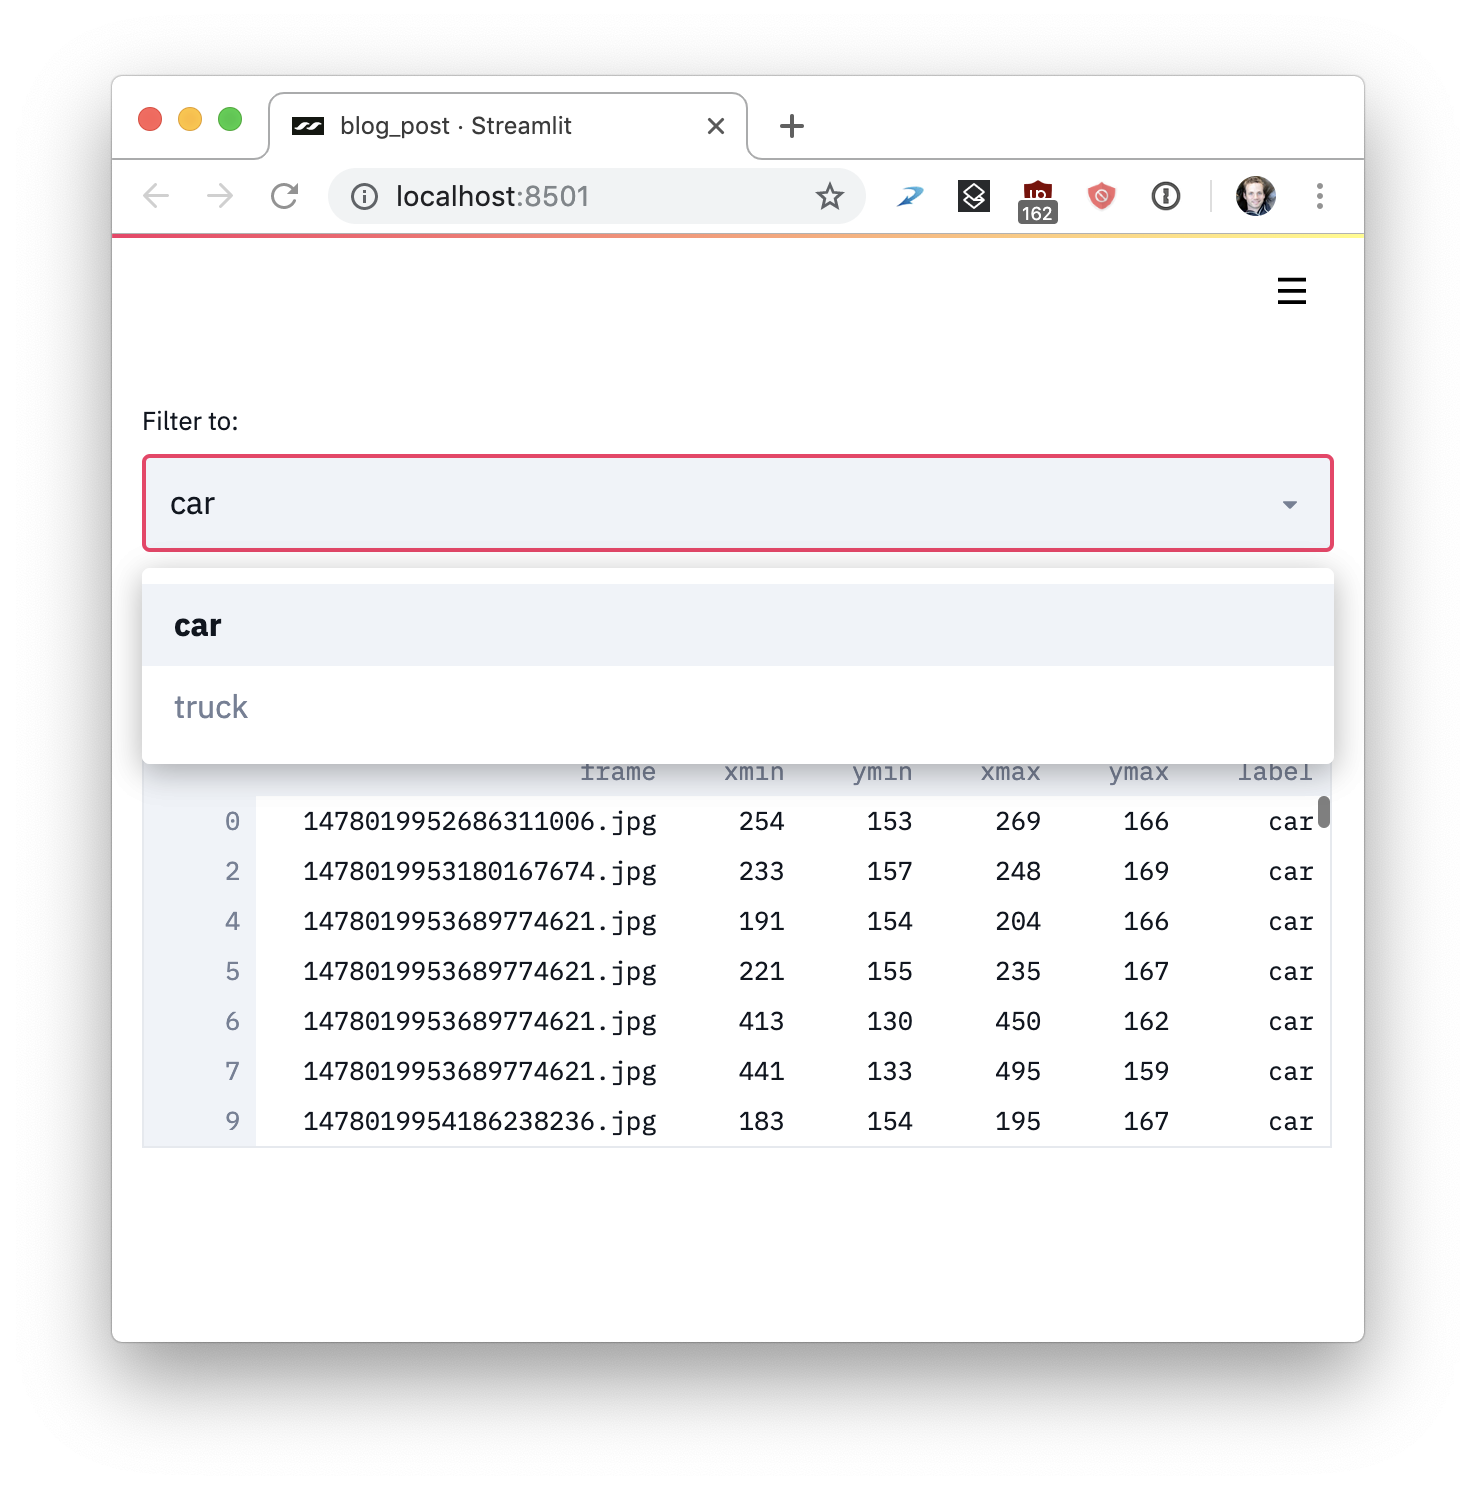 blog_post · Streamlit
localhost:8501
162
Filter to:
car
car
truck
frame xmin ymin xmax ymax label
0 1478019952686311006.jpg 254 153 269 166 car
2 1478019953180167674.jpg 233 157 248 169 car
4 1478019953689774621.jpg 191 154 204 166 car
5 1478019953689774621.jpg 221 155 235 167 car
6 1478019953689774621.jpg 413 130 450 162 car
7 1478019953689774621.jpg 441 133 495 159 car
9 1478019954186238236.jpg 183 154 195 167 car